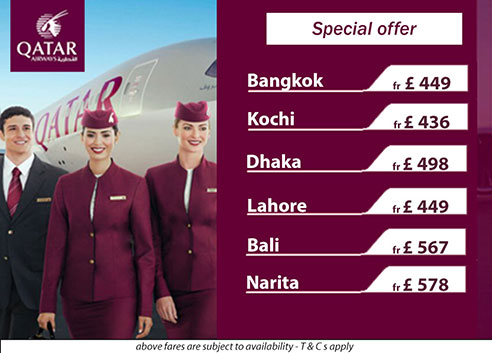 QATAR
AIRWAYS القطرية
QATAR
Special offer
Bangkok fr £ 449
Kochi fr £ 436
Dhaka fr £ 498
Lahore fr £ 449
Bali fr £ 567
Narita fr £ 578
above fares are subject to availability - T & C s apply